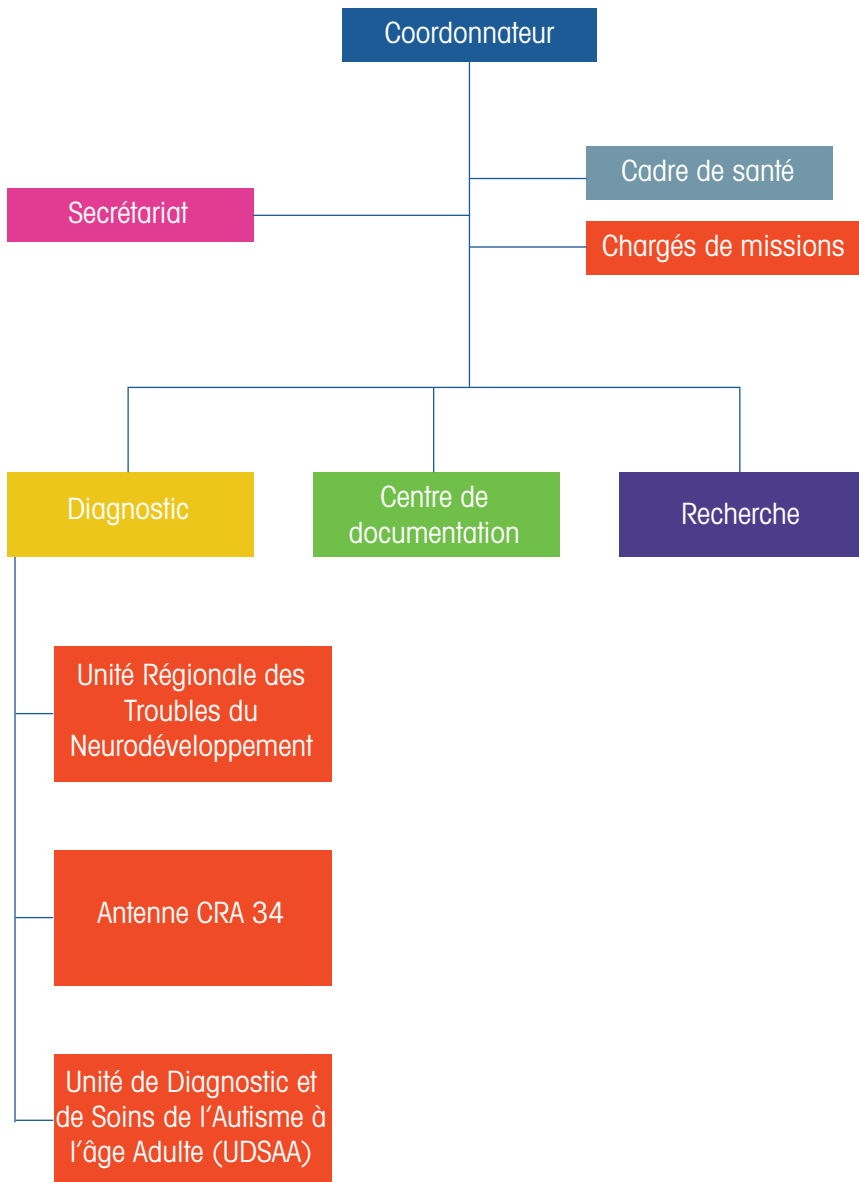 Coordonnateur
Cadre de santé
Secrétariat
Chargés de missions
Diagnostic
Centre de
documentation
Recherche
Unité Régionale des
Troubles du
Neurodéveloppement
Antenne CRA 34
Unité de Diagnostic et
de Soins de l’Autisme à
l’âge Adulte (UDSAA)